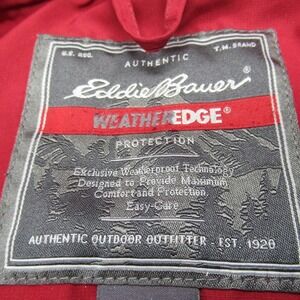 U.S. REG. T.M. BRAND
AUTHENTIC
Eddie Bauer
WEATHEREDGE®
PROTECTION
Exclusive Weatherproof Technology
Designed to Provide Maximum
Comfort and Protection.
Easy-Care
AUTHENTIC OUTDOOR OUTFITTER - EST. 1920